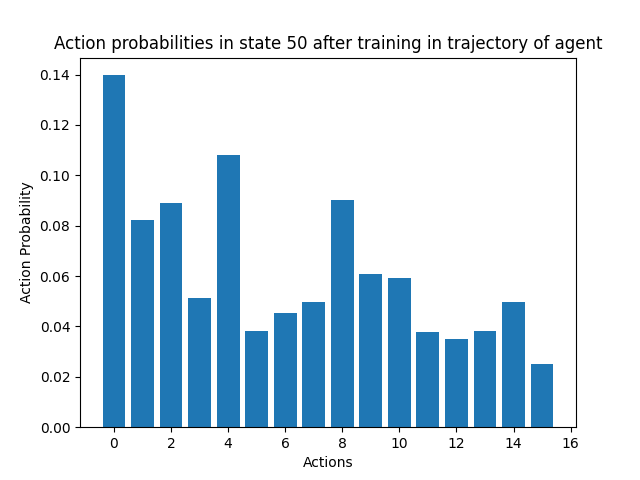 Action probabilities in state 50 after training in trajectory of agent
Action Probability
0.14
0.12
0.10
0.08
0.06
0.04
0.02
0.00
0 2 4 6 8 10 12 14 16
Actions